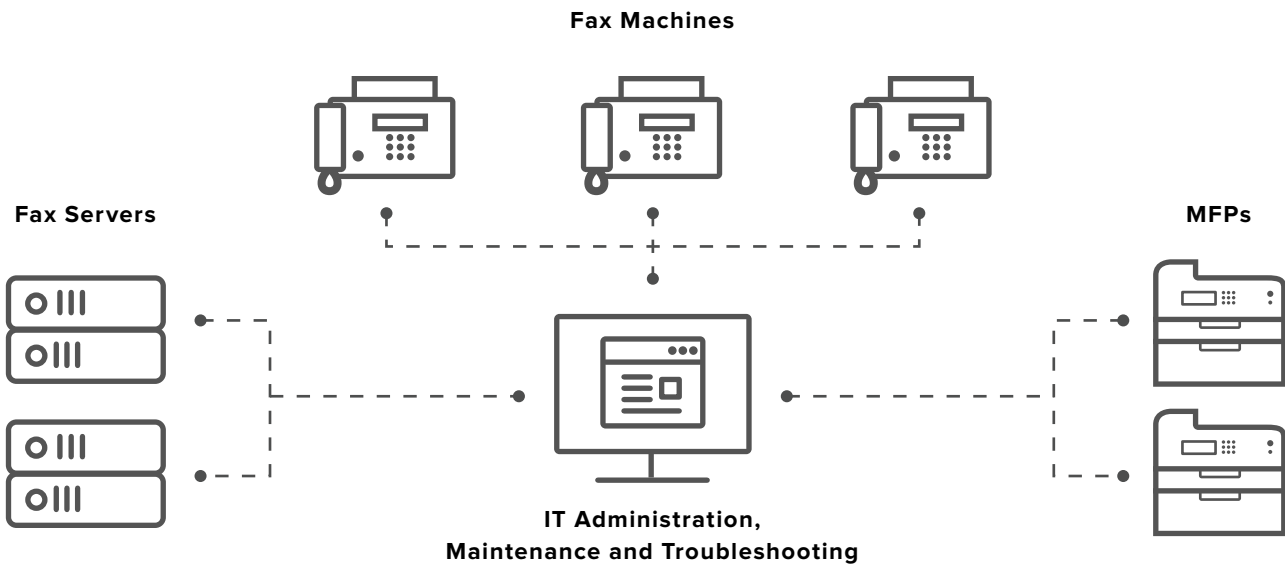 Fax Machines
Fax Servers
MFPs
IT Administration,
Maintenance and Troubleshooting